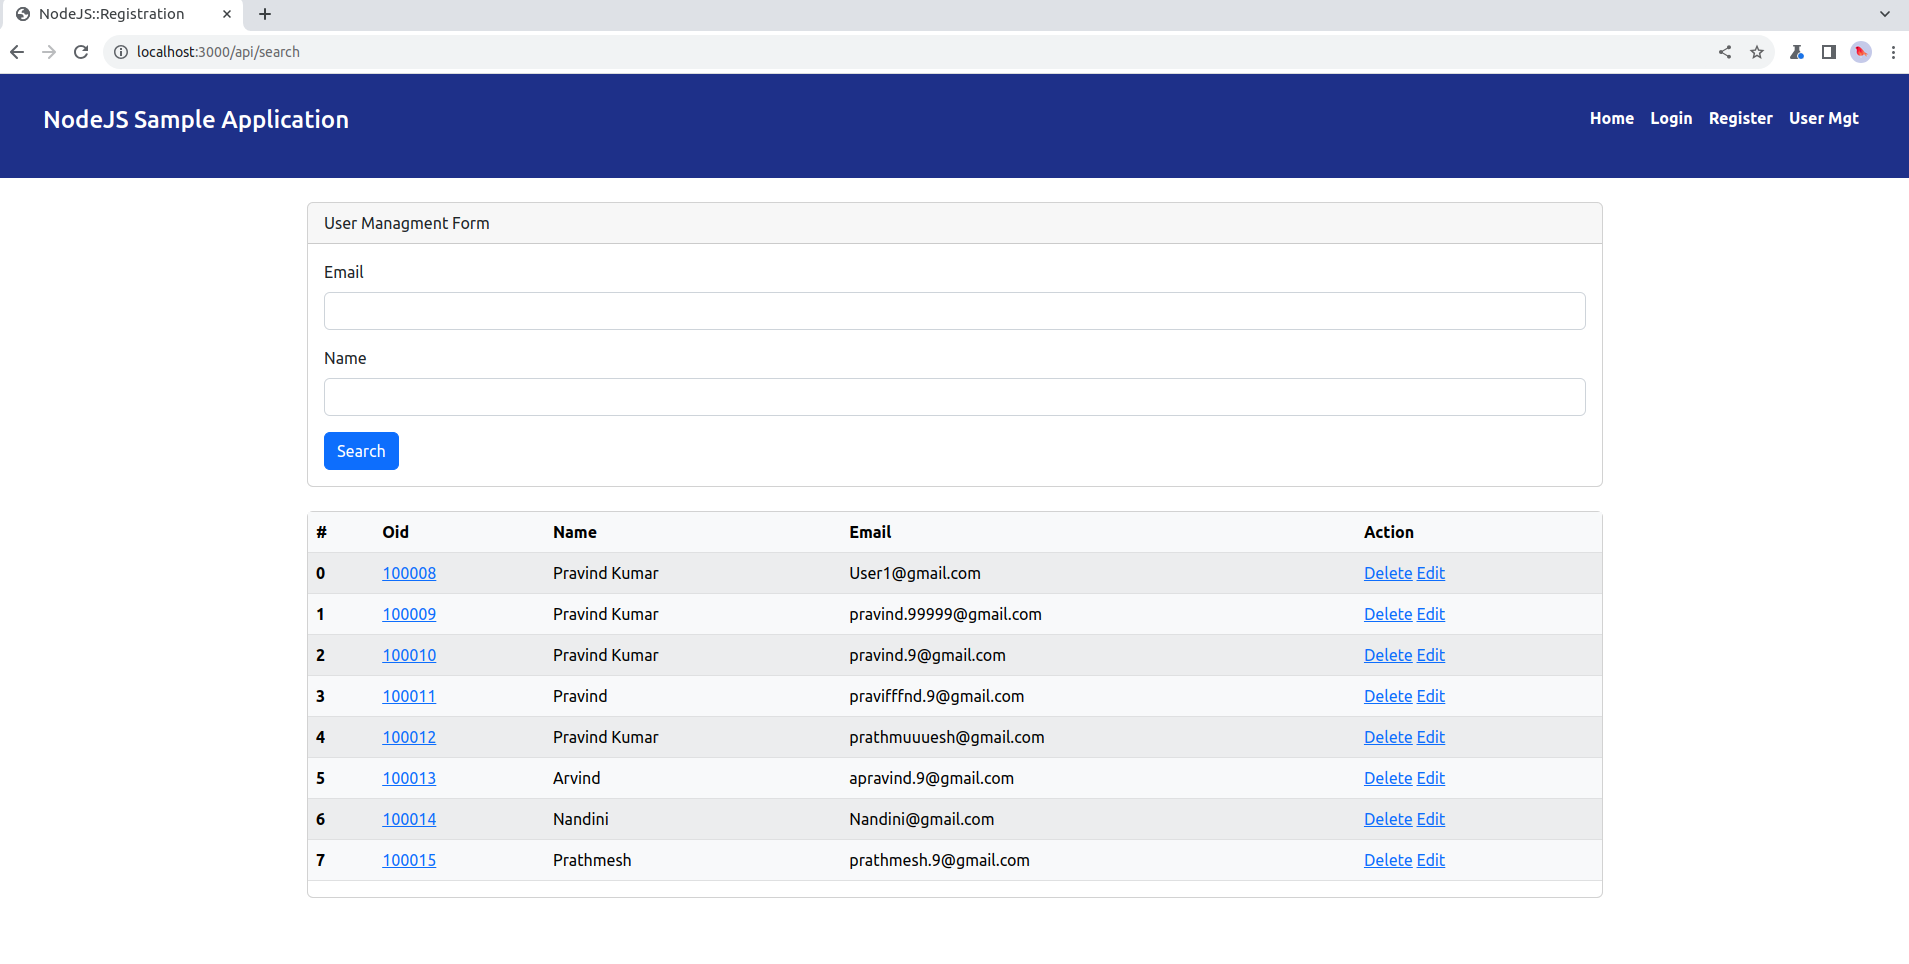 NodeJS::Registration
localhost:3000/api/search
NodeJS Sample Application Home Login Register User Mgt
User Managment Form
Email
Name
Search
# Oid Name Email Action
0 100008 Pravind Kumar User1@gmail.com Delete Edit
1 100009 Pravind Kumar pravind.99999@gmail.com Delete Edit
2 100010 Pravind Kumar pravind.9@gmail.com Delete Edit
3 100011 Pravind pravifffnd.9@gmail.com Delete Edit
4 100012 Pravind Kumar prathmuuuesh@gmail.com Delete Edit
5 100013 Arvind apravind.9@gmail.com Delete Edit
6 100014 Nandini Nandini@gmail.com Delete Edit
7 100015 Prathmesh prathmesh.9@gmail.com Delete Edit